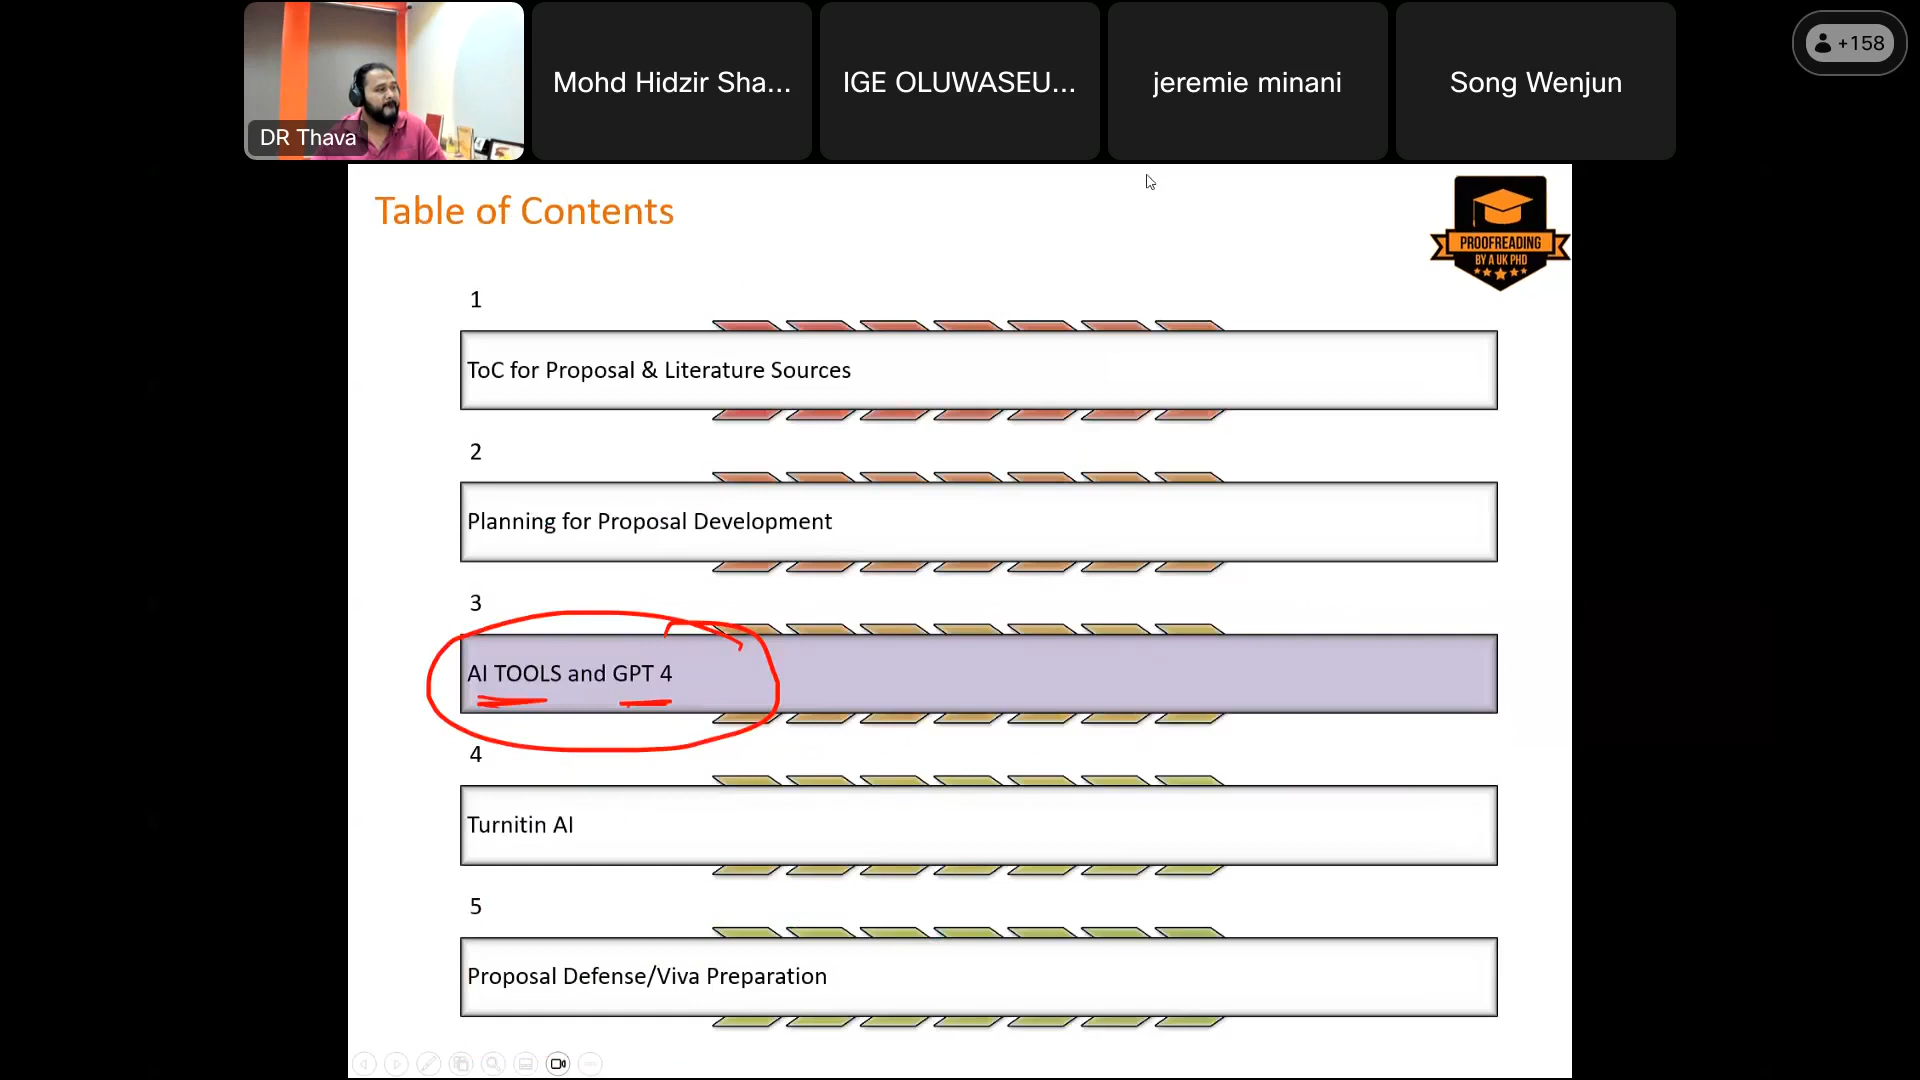 Mohd Hidzir Sha...
IGE OLUWASEU...
jeremie minani
Song Wenjun
+158
DR Thava
Table of Contents
PROOFREADING
BY A UK PHD
1
ToC for Proposal & Literature Sources
2
Planning for Proposal Development
3
AI TOOLS and GPT 4
4
Turnitin AI
5
Proposal Defense/Viva Preparation